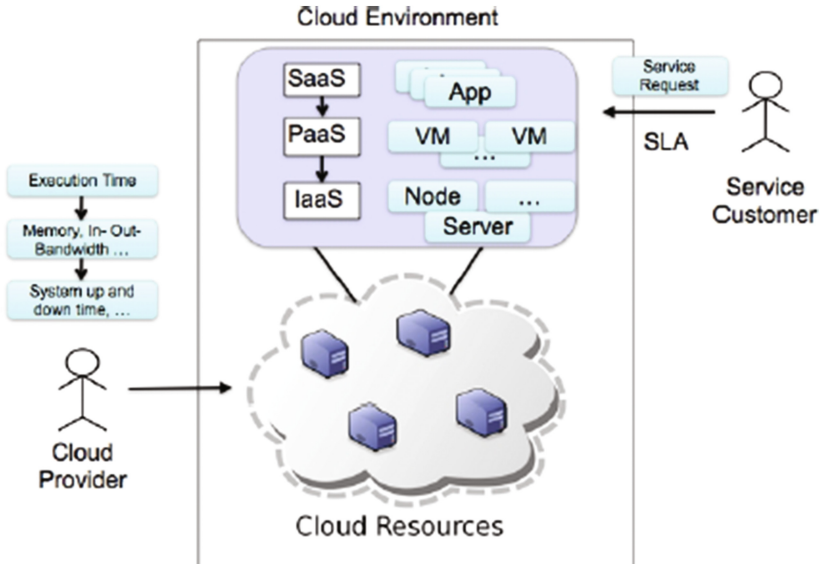 Cloud Environment
SaaS
App
Service
Request
PaaS
VM
VM
...
SLA
Execution Time
IaaS
Node
...
Server
Service
Customer
Memory, In- Out-
Bandwidth ...
System up and
down time, ...
Cloud
Provider
Cloud Resources